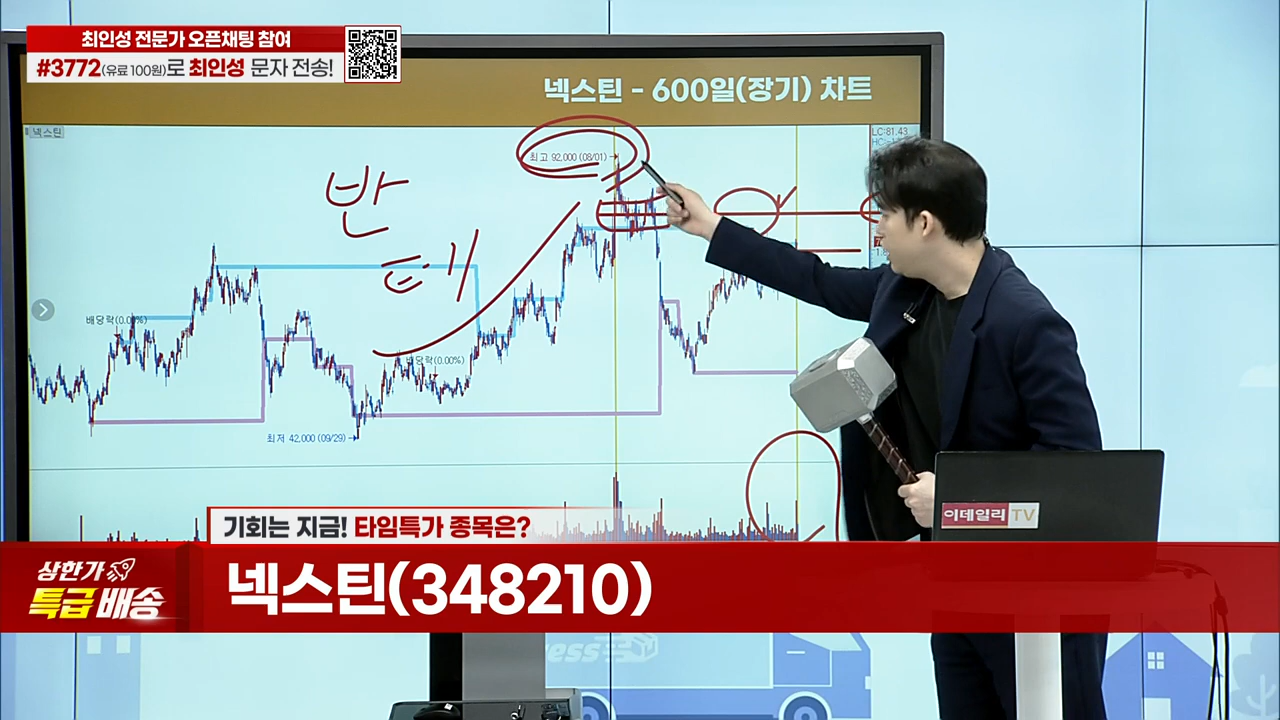 최인성 전문가 오픈채팅 참여
#3772(유료 100원)로 최인성 문자 전송!
넥스틴 - 600일(장기) 차트
넥스틴
LC:81.43
최고 92,000 (08/01)
반
테
배당락(0.00%)
배당락(0.00%)
최저 42,000 (09/29)
이데일리 TV
기회는 지금! 타임특가 종목은?
상한가
특급 배송
넥스틴(348210)
ess